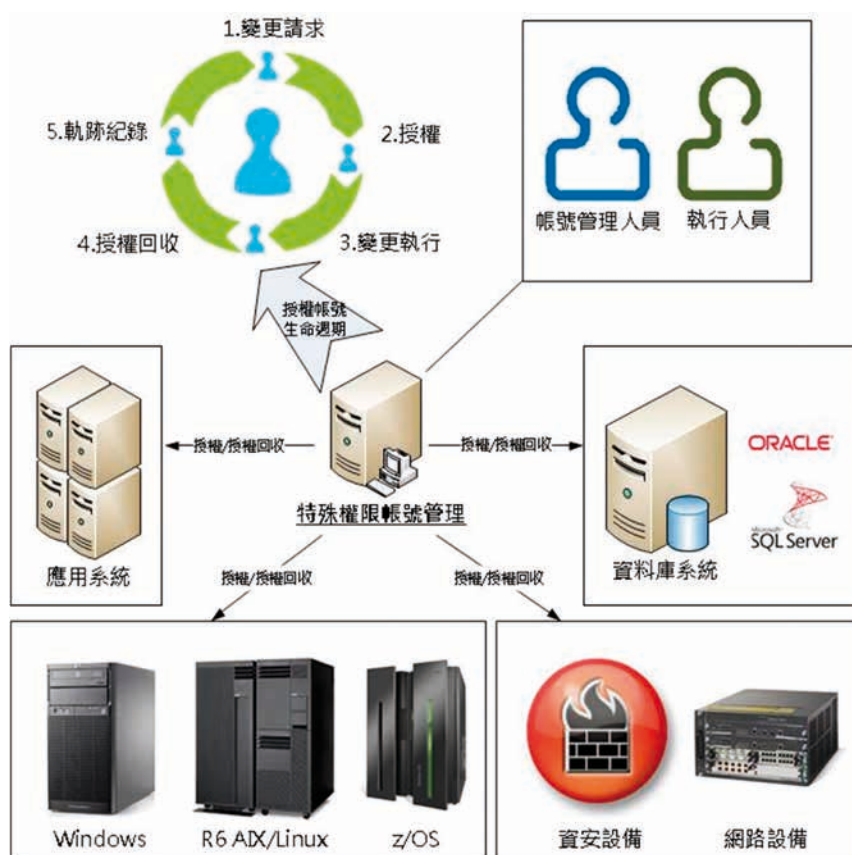 1.變更請求
5.軌跡紀錄
2.授權
4.授權回收
3.變更執行
帳號管理人員
執行人員
授權帳號
生命週期
授權/授權回收
授權/授權回收
ORACLE
特殊權限帳號管理
Microsoft
SQL Server
應用系統
資料庫系統
授權/授權回收
授權/授權回收
Windows
R6 AIX/Linux
z/OS
資安設備
網路設備